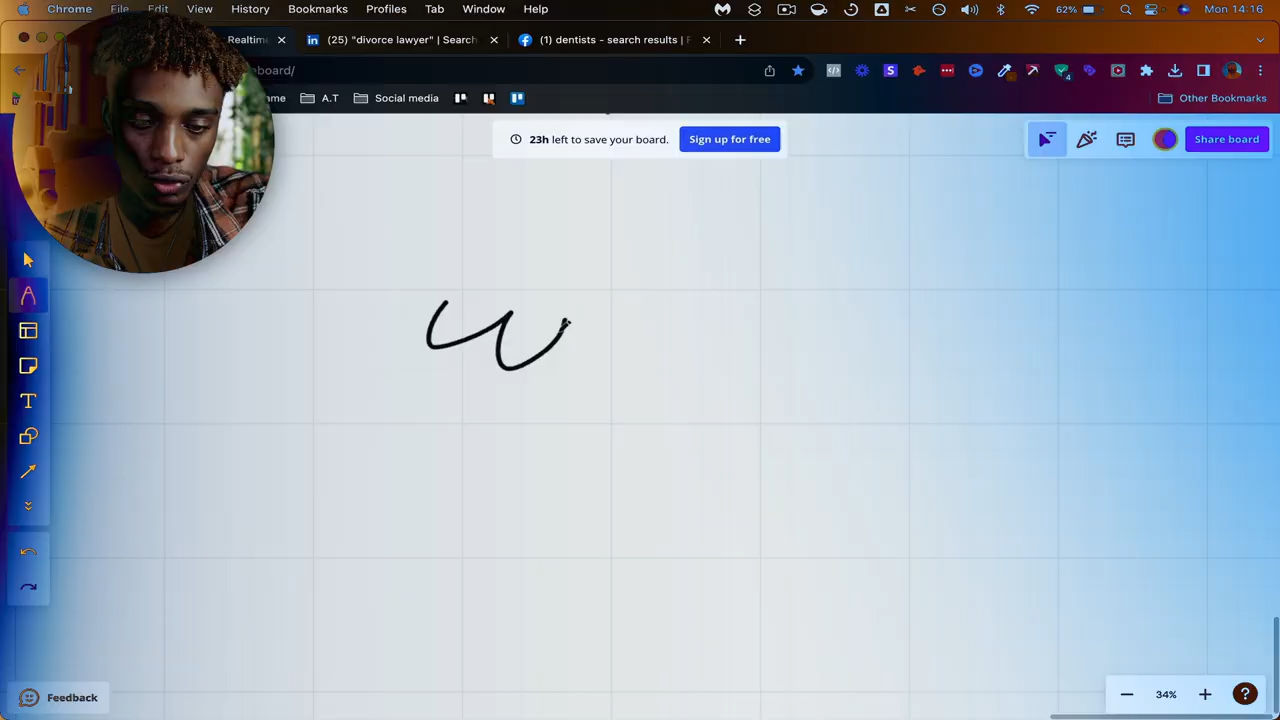 Chrome File Edit View History Bookmarks Profiles Tab Window Help 62% Mon 14:16
Realtime (25) "divorce lawyer" | Search (1) dentists - search results | F
eboard/
me A.T Social media Other Bookmarks
23h left to save your board. Sign up for free Share board
w
T
Feedback
34%